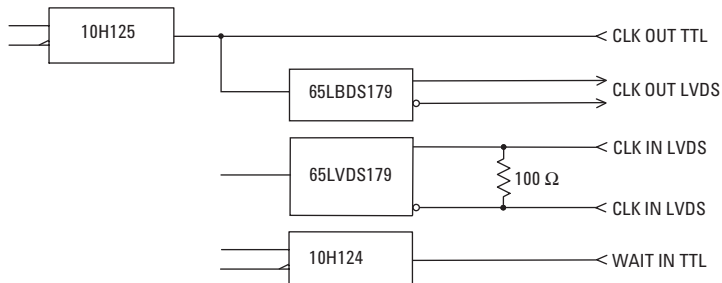 10H125
CLK OUT TTL
65LBDS179
CLK OUT LVDS
65LVDS179
CLK IN LVDS
100 Ω
CLK IN LVDS
10H124
WAIT IN TTL